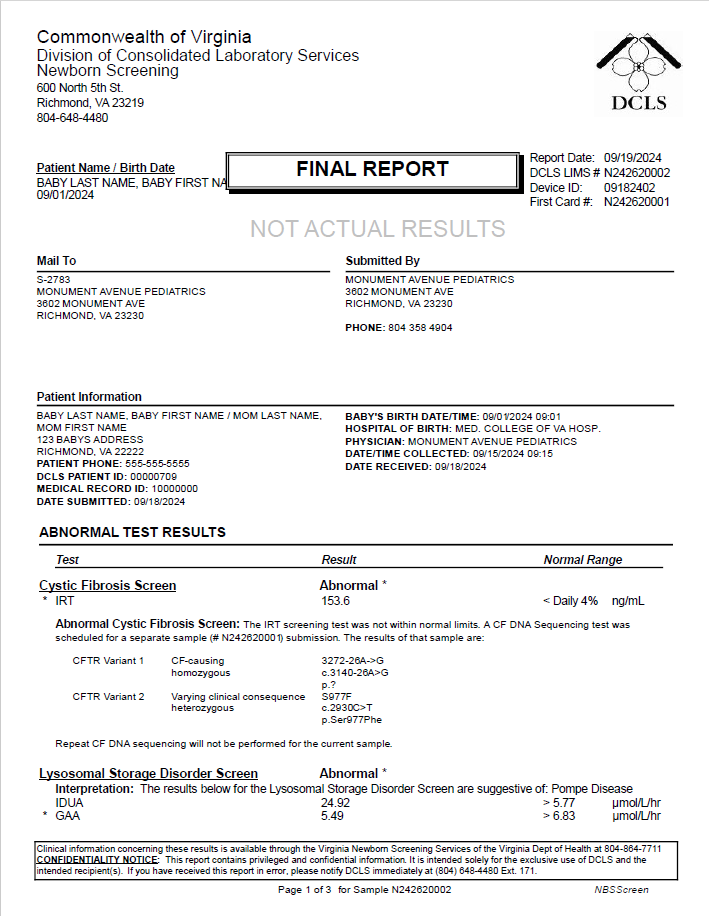 Commonwealth of Virginia
Division of Consolidated Laboratory Services
Newborn Screening
600 North 5th St.
Richmond, VA 23219
804-648-4480
DCLS
Patient Name / Birth Date
BABY LAST NAME, BABY FIRST NA
09/01/2024
FINAL REPORT
Report Date: 09/19/2024
DCLS LIMS # N242620002
Device ID: 09182402
First Card #: N242620001
NOT ACTUAL RESULTS
Mail To
S-2783
MONUMENT AVENUE PEDIATRICS
3602 MONUMENT AVE
RICHMOND, VA 23230
Submitted By
MONUMENT AVENUE PEDIATRICS
3602 MONUMENT AVE
RICHMOND, VA 23230
PHONE: 804 358 4904
Patient Information
BABY LAST NAME, BABY FIRST NAME / MOM LAST NAME,
MOM FIRST NAME
123 BABYS ADDRESS
RICHMOND, VA 22222
PATIENT PHONE: 555-555-5555
DCLS PATIENT ID: 00000709
MEDICAL RECORD ID: 10000000
DATE SUBMITTED: 09/18/2024
BABY'S BIRTH DATE/TIME: 09/01/2024 09:01
HOSPITAL OF BIRTH: MED. COLLEGE OF VA HOSP.
PHYSICIAN: MONUMENT AVENUE PEDIATRICS
DATE/TIME COLLECTED: 09/15/2024 09:15
DATE RECEIVED: 09/18/2024
ABNORMAL TEST RESULTS
Test Result Normal Range
Cystic Fibrosis Screen Abnormal *
* IRT 153.6 < Daily 4% ng/mL
Abnormal Cystic Fibrosis Screen: The IRT screening test was not within normal limits. A CF DNA Sequencing test was
scheduled for a separate sample (# N242620001) submission. The results of that sample are:
CFTR Variant 1 CF-causing 3272-26A->G
homozygous c.3140-26A>G
p.?
CFTR Variant 2 Varying clinical consequence S977F
heterozygous c.2930C>T
p.Ser977Phe
Repeat CF DNA sequencing will not be performed for the current sample.
Lysosomal Storage Disorder Screen Abnormal *
Interpretation: The results below for the Lysosomal Storage Disorder Screen are suggestive of: Pompe Disease
IDUA 24.92 > 5.77 µmol/L/hr
* GAA 5.49 > 6.83 µmol/L/hr
Clinical information concerning these results is available through the Virginia Newborn Screening Services of the Virginia Dept of Health at 804-864-7711
CONFIDENTIALITY NOTICE: This report contains privileged and confidential information. It is intended solely for the exclusive use of DCLS and the
intended recipient(s). If you have received this report in error, please notify DCLS immediately at (804) 648-4480 Ext. 171.
Page 1 of 3 for Sample N242620002
NBSScreen